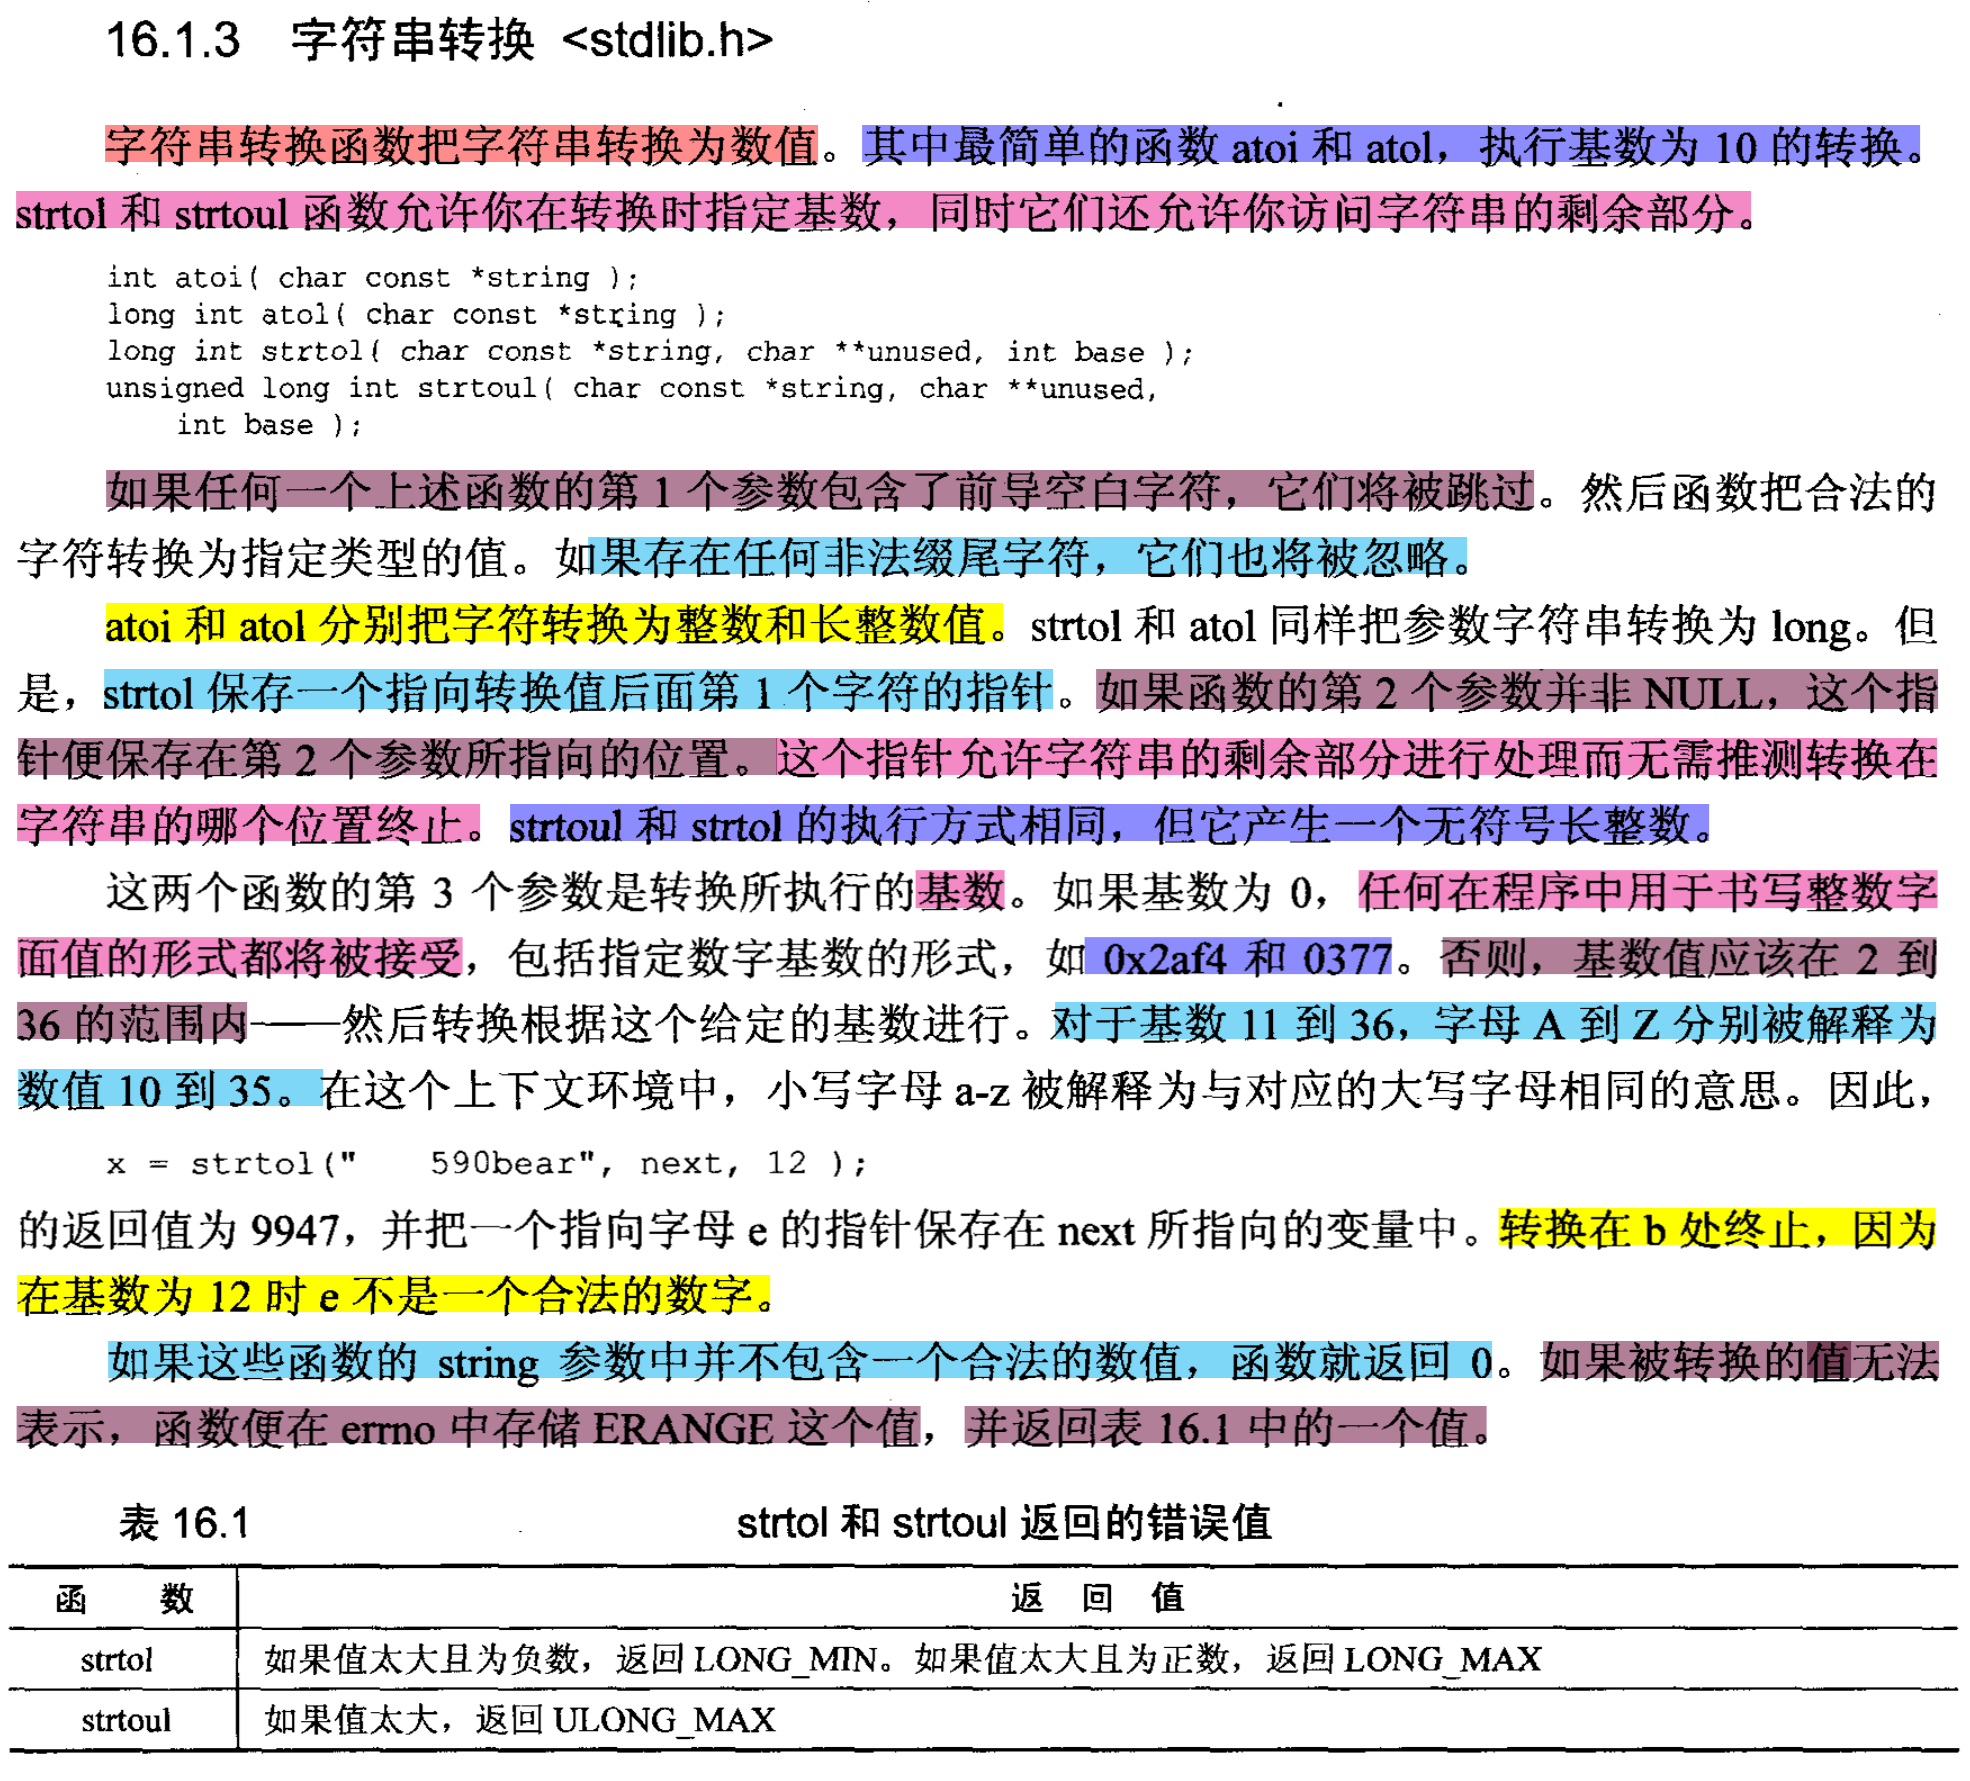 16.1.3 字符串转换 <stdlib.h>
字符串转换函数把字符串转换为数值。其中最简单的函数 atoi 和 atol，执行基数为 10 的转换。
strtol 和 strtoul 函数允许你在转换时指定基数，同时它们还允许你访问字符串的剩余部分。
int atoi( char const *string );
long int atol( char const *string );
long int strtol( char const *string, char **unused, int base );
unsigned long int strtoul( char const *string, char **unused,
int base );
如果任何一个上述函数的第 1 个参数包含了前导空白字符，它们将被跳过。然后函数把合法的
字符转换为指定类型的值。如果存在任何非法缀尾字符，它们也将被忽略。
atoi 和 atol 分别把字符转换为整数和长整数值。strtol 和 atol 同样把参数字符串转换为 long。但
是，strtol 保存一个指向转换值后面第 1 个字符的指针。如果函数的第 2 个参数并非 NULL，这个指
针便保存在第 2 个参数所指向的位置。这个指针允许字符串的剩余部分进行处理而无需推测转换在
字符串的哪个位置终止。strtoul 和 strtol 的执行方式相同，但它产生一个无符号长整数。
这两个函数的第 3 个参数是转换所执行的基数。如果基数为 0，任何在程序中用于书写整数字
面值的形式都将被接受，包括指定数字基数的形式，如 0x2af4 和 0377。否则，基数值应该在 2 到
36 的范围内——然后转换根据这个给定的基数进行。对于基数 11 到 36，字母 A 到 Z 分别被解释为
数值 10 到 35。在这个上下文环境中，小写字母 a-z 被解释为与对应的大写字母相同的意思。因此，
x = strtol("   590bear", next, 12 );
的返回值为 9947，并把一个指向字母 e 的指针保存在 next 所指向的变量中。转换在 b 处终止，因为
在基数为 12 时 e 不是一个合法的数字。
如果这些函数的 string 参数中并不包含一个合法的数值，函数就返回 0。如果被转换的值无法
表示，函数便在 errno 中存储 ERANGE 这个值，并返回表 16.1 中的一个值。
表 16.1 strtol 和 strtoul 返回的错误值
函 数 返 回 值
strtol 如果值太大且为负数，返回 LONG_MIN。如果值太大且为正数，返回 LONG_MAX
strtoul 如果值太大，返回 ULONG_MAX